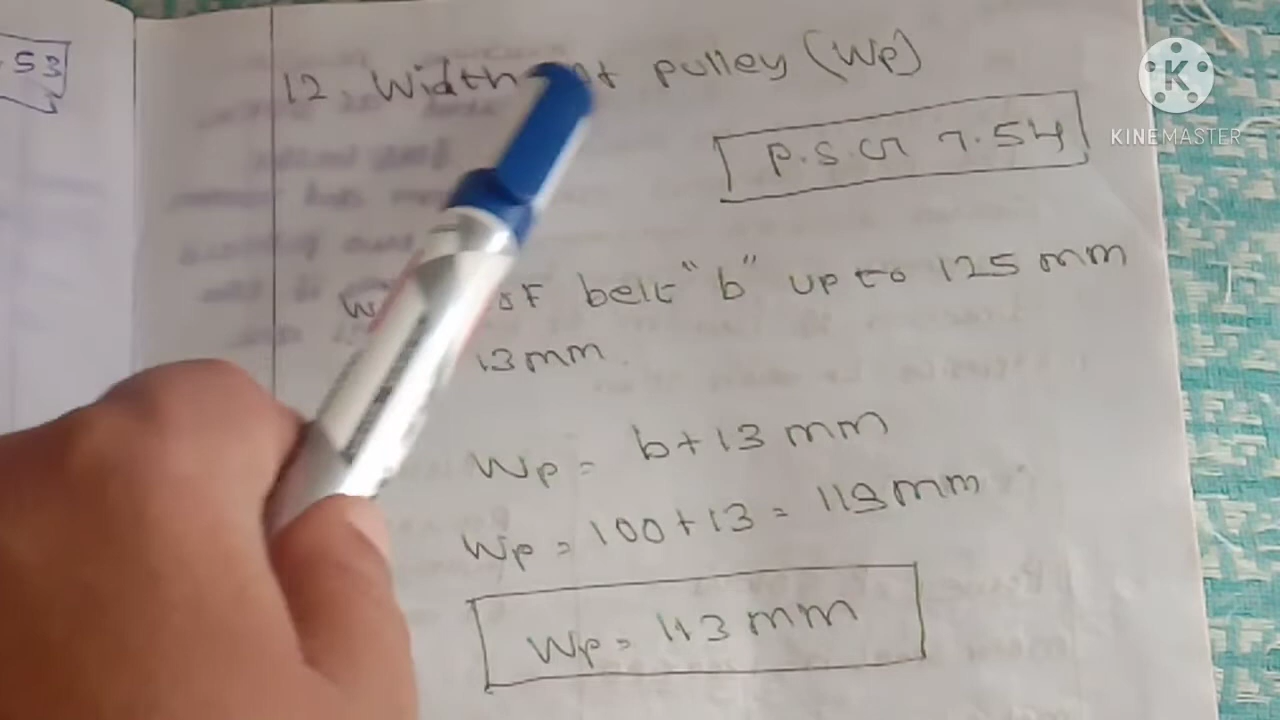 53
12. Width pulley (Wp)
P.S.G 7.54
of belt "b" up to 125 mm
13 mm.
Wp = b+13 mm
Wp = 100+13 = 113 mm
Wp = 113 mm
KINEMASTER